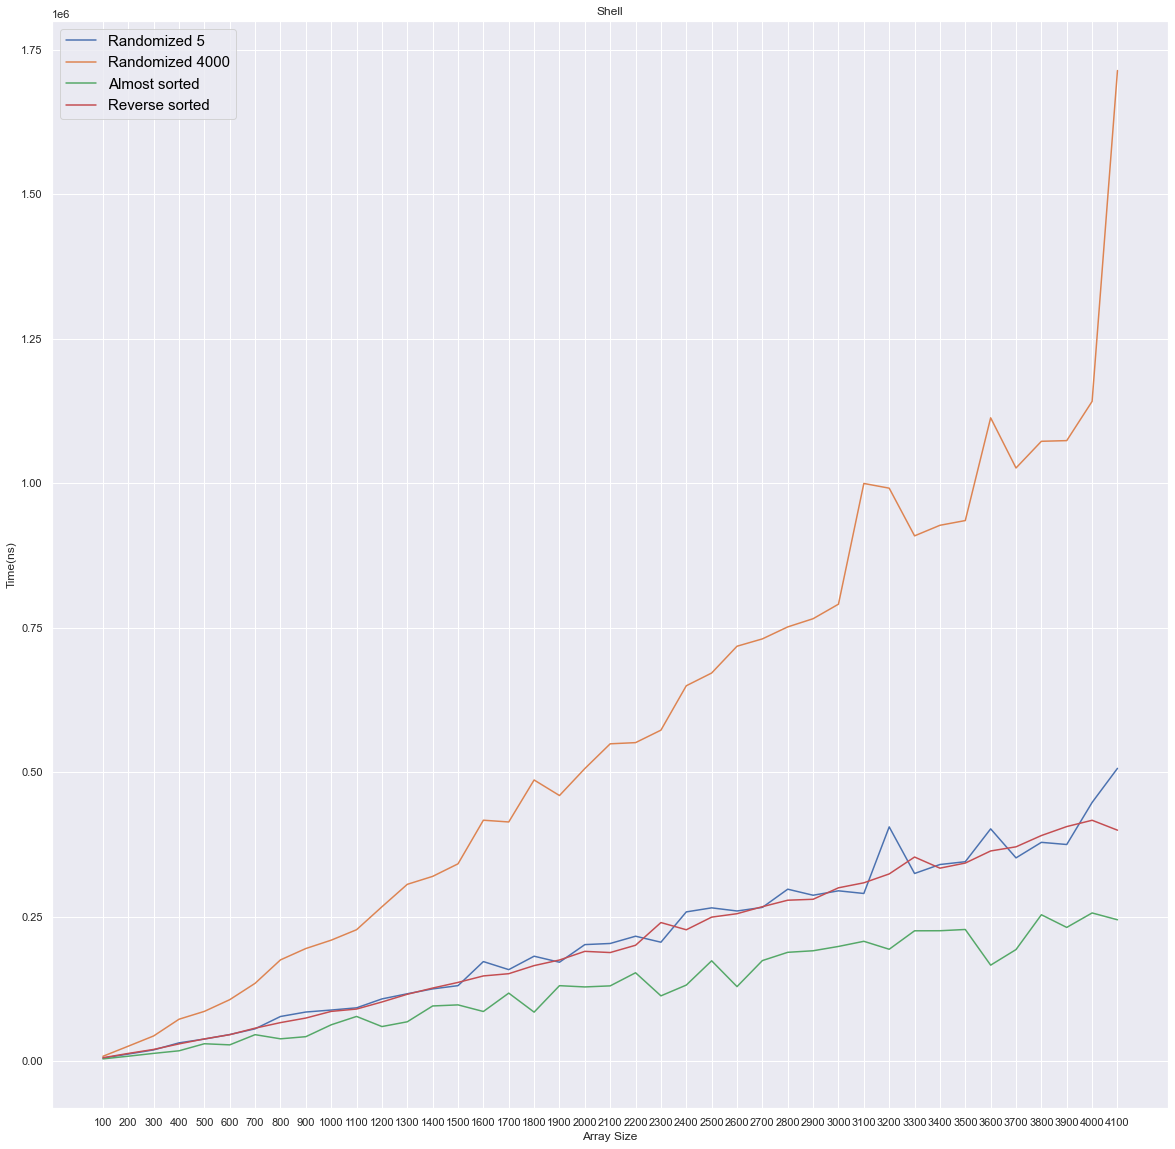 Shell
1e6
Randomized 5
Randomized 4000
Almost sorted
Reverse sorted
1.75
1.50
1.25
1.00
0.75
0.50
0.25
0.00
Time(ns)
100 200 300 400 500 600 700 800 900 1000 1100 1200 1300 1400 1500 1600 1700 1800 1900 2000 2100 2200 2300 2400 2500 2600 2700 2800 2900 3000 3100 3200 3300 3400 3500 3600 3700 3800 3900 4000 4100
Array Size